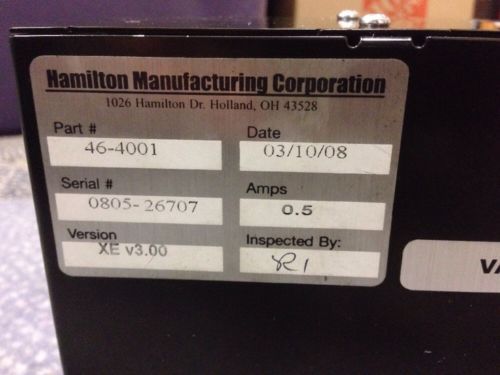 Hamilton Manufacturing Corporation
1026 Hamilton Dr. Holland, OH 43528
Part #
46-4001
Date
03/10/08
Serial #
0805-26707
Amps
0.5
Version
XE v3.00
Inspected By: